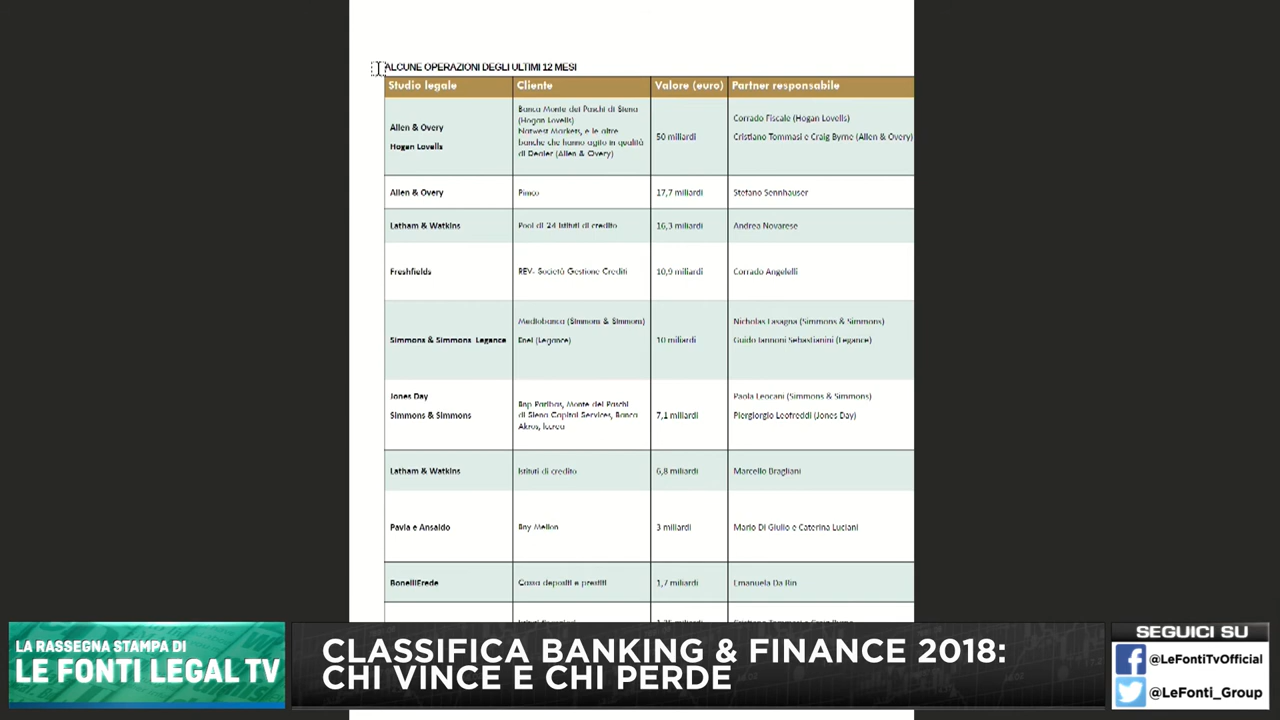 ALCUNE OPERAZIONI DEGLI ULTIMI 12 MESI
Studio legale Cliente Valore (euro) Partner responsabile
Allen & Overy
Hogan Lovells
Banca Monte dei Paschi di Siena
(Hogan Lovells)
Natwest Markets, e le altre
banche che hanno agito in qualità
di Dealer (Allen & Overy)
50 miliardi
Corrado Fiscale (Hogan Lovells)
Cristiano Tommasi e Craig Byrne (Allen & Overy)
Allen & Overy Pimco 17,7 miliardi Stefano Sennhauser
Latham & Watkins Pool di 24 istituti di credito 16,3 miliardi Andrea Novarese
Freshfields REV- Società Gestione Crediti 10,9 miliardi Corrado Angelelli
Simmons & Simmons Legance
Mediobanca (Simmons & Simmons)
Enel (Legance)
10 miliardi
Nicholas Lasagna (Simmons & Simmons)
Guido Iannoni Sebastianini (Legance)
Jones Day
Simmons & Simmons
Bnp Paribas, Monte dei Paschi
di Siena Capital Services, Banca
Akros, Iccrea
7,1 miliardi
Paola Leocani (Simmons & Simmons)
Piergiorgio Leofreddi (Jones Day)
Latham & Watkins Istituti di credito 6,8 miliardi Marcello Bragliani
Pavia e Ansaldo Bny Mellon 3 miliardi Mario Di Giulio e Caterina Luciani
BonelliErede Cassa depositi e prestiti 1,7 miliardi Emanuela Da Rin
LA RASSEGNA STAMPA DI
LE FONTI LEGAL TV
CLASSIFICA BANKING & FINANCE 2018:
CHI VINCE E CHI PERDE
SEGUICI SU
@LeFontiTvOfficial
@LeFonti_Group